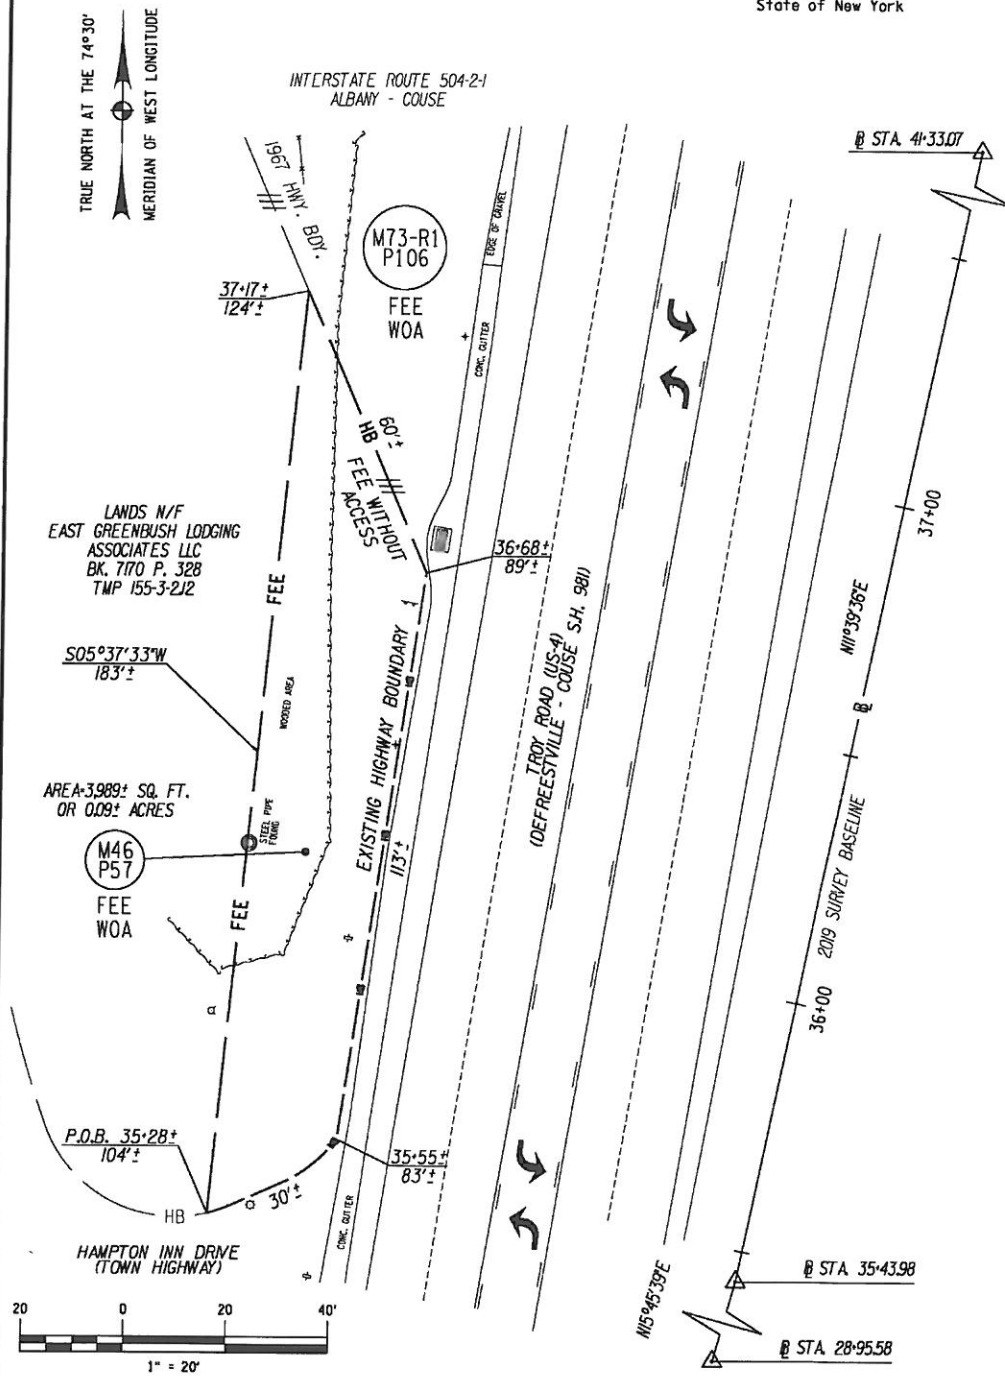 State of New York
TRUE NORTH AT THE 74°30'
MERIDIAN OF WEST LONGITUDE
INTERSTATE ROUTE 504-2-1
ALBANY - COUSE
℄ STA. 41+33.07
1967 HWY. BDY.
M73-R1
P106
FEE
WOA
EDGE OF GRAVEL
CONC. GUTTER
37+17±
124'±
60'±
HB
FEE WITHOUT
ACCESS
37+00
LANDS N/F
EAST GREENBUSH LODGING
ASSOCIATES LLC
BK. 7170 P. 328
TMP 155-3-2.12
FEE
36+68±
89'±
TROY ROAD (US-4)
(DEFREESTVILLE - COUSE S.H. 981)
N11°39'36"E
S05°37'33"W
183'±
WOODED AREA
EXISTING HIGHWAY BOUNDARY
113'±
AREA=3,989± SQ. FT.
OR 0.09± ACRES
STEEL PIPE
FOUND
M46
P57
FEE
WOA
FEE
2019 SURVEY BASELINE
36+00
P.O.B. 35+28±
104'±
35+55±
83'±
30'±
HB
CONC. GUTTER
HAMPTON INN DRIVE
(TOWN HIGHWAY)
N15°45'39"E
℄ STA. 35+43.98
℄ STA. 28+95.58
20 0 20 40'
1" = 20'